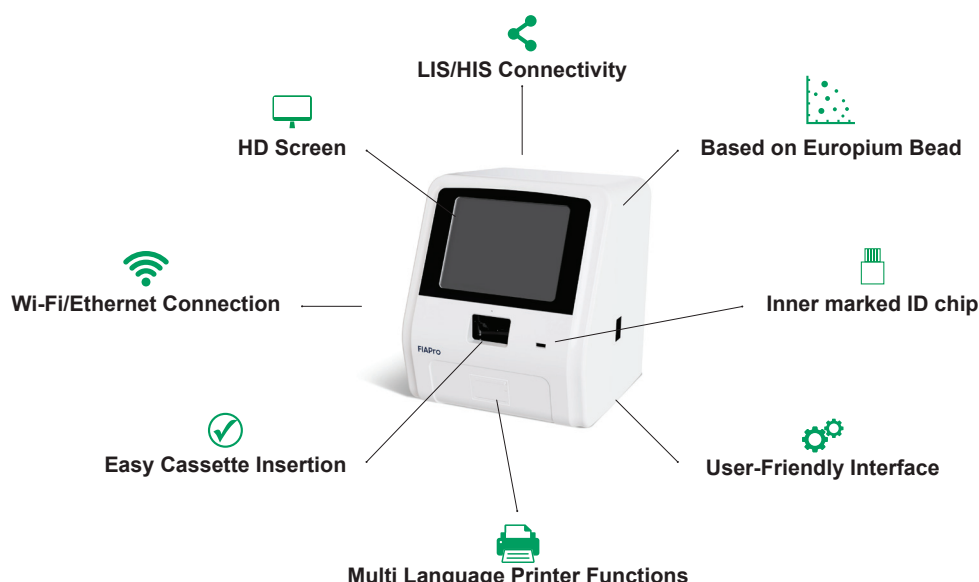 LIS/HIS Connectivity
HD Screen
Based on Europium Bead
Wi-Fi/Ethernet Connection
Inner marked ID chip
FIAPro
Easy Cassette Insertion
User-Friendly Interface
Multi Language Printer Functions